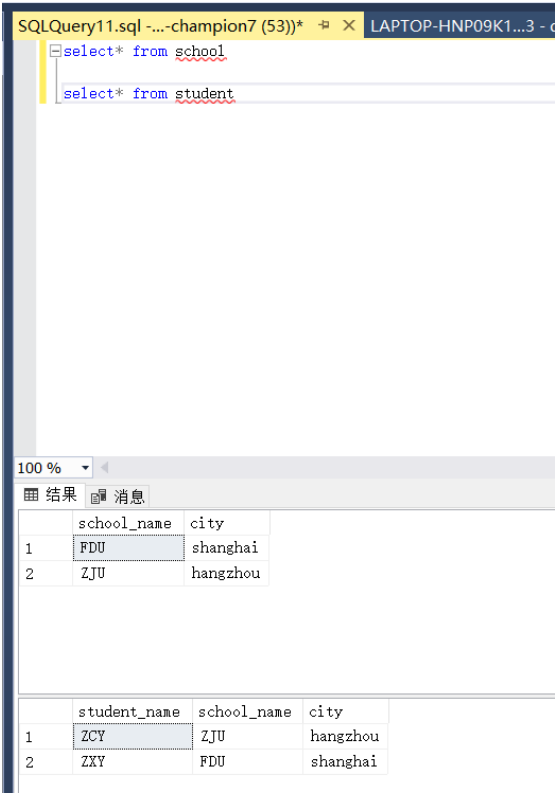 SQLQuery11.sql -...-champion7 (53))* LAPTOP-HNP09K1...3 - d
select* from school
select* from student
100 %
结果 消息
school_name city
1 FDU shanghai
2 ZJU hangzhou
student_name school_name city
1 ZCY ZJU hangzhou
2 ZXY FDU shanghai